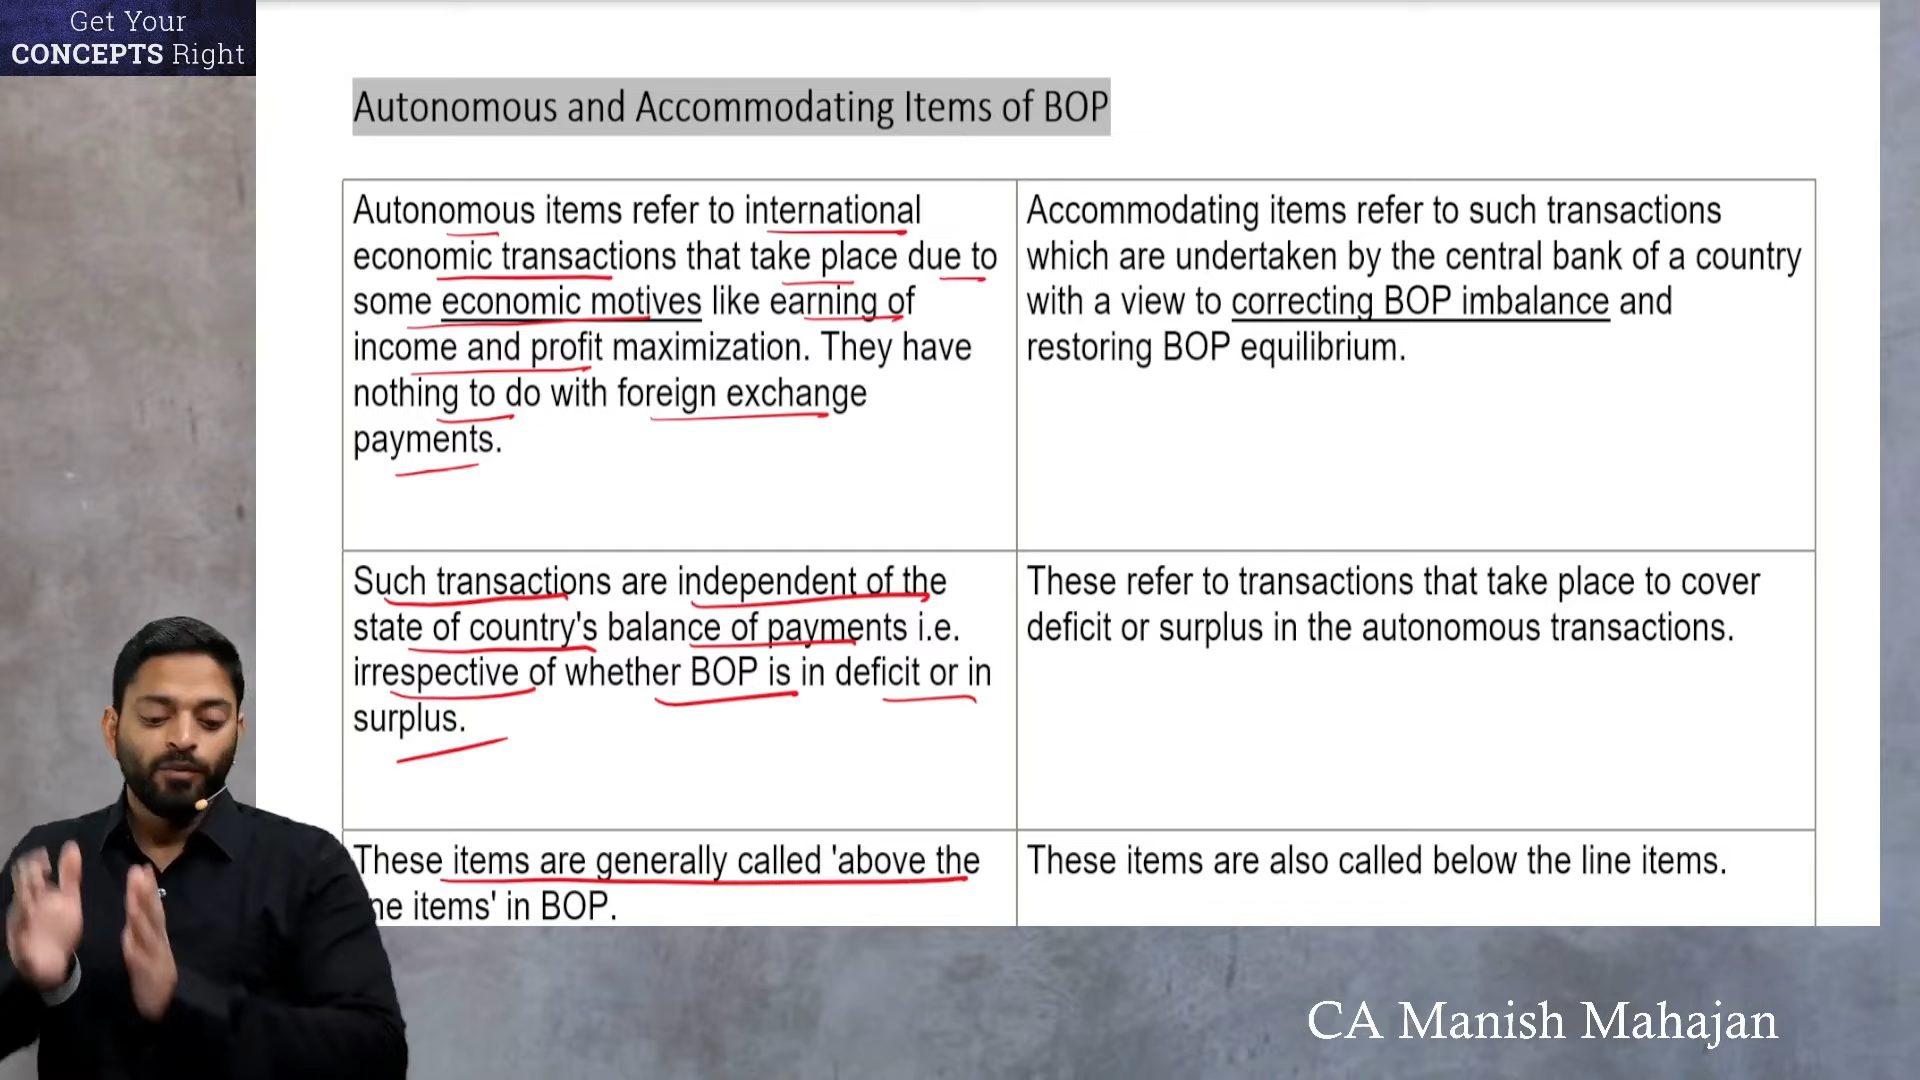 Get Your
CONCEPTS Right
Autonomous and Accommodating Items of BOP
Autonomous items refer to international
economic transactions that take place due to
some economic motives like earning of
income and profit maximization. They have
nothing to do with foreign exchange
payments.
Accommodating items refer to such transactions
which are undertaken by the central bank of a country
with a view to correcting BOP imbalance and
restoring BOP equilibrium.
Such transactions are independent of the
state of country's balance of payments i.e.
irrespective of whether BOP is in deficit or in
surplus.
These refer to transactions that take place to cover
deficit or surplus in the autonomous transactions.
These items are generally called 'above the
ne items' in BOP.
These items are also called below the line items.
CA Manish Mahajan